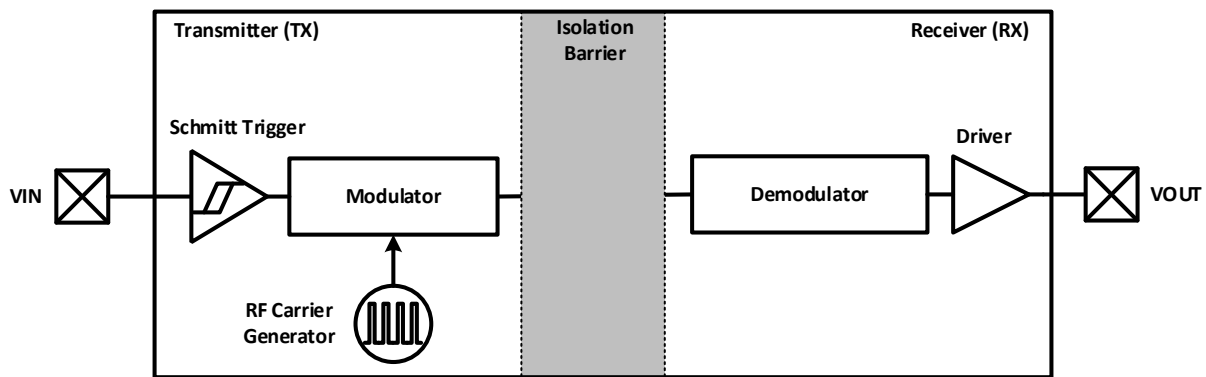 Transmitter (TX)
Isolation
Barrier
Receiver (RX)
Schmitt Trigger
Driver
VIN
Modulator
Demodulator
VOUT
RF Carrier
Generator